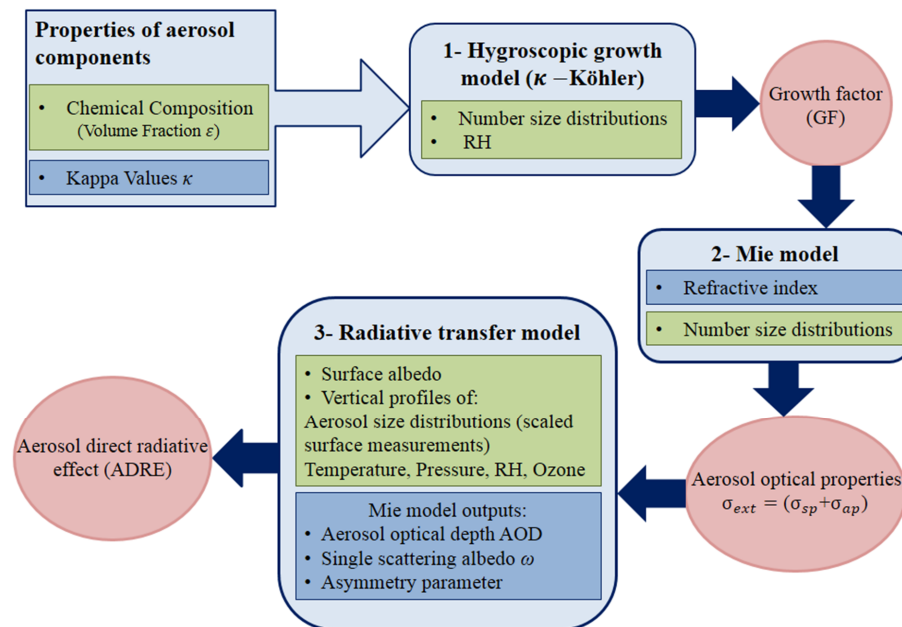 Properties of aerosol
components
• Chemical Composition
(Volume Fraction ε)
• Kappa Values κ
1- Hygroscopic growth
model (κ −Köhler)
• Number size distributions
• RH
Growth factor
(GF)
2- Mie model
• Refractive index
• Number size distributions
Aerosol optical properties
σext = (σsp+σap)
3- Radiative transfer model
• Surface albedo
• Vertical profiles of:
Aerosol size distributions (scaled
surface measurements)
Temperature, Pressure, RH, Ozone
Mie model outputs:
• Aerosol optical depth AOD
• Single scattering albedo ω
• Asymmetry parameter
Aerosol direct radiative
effect (ADRE)